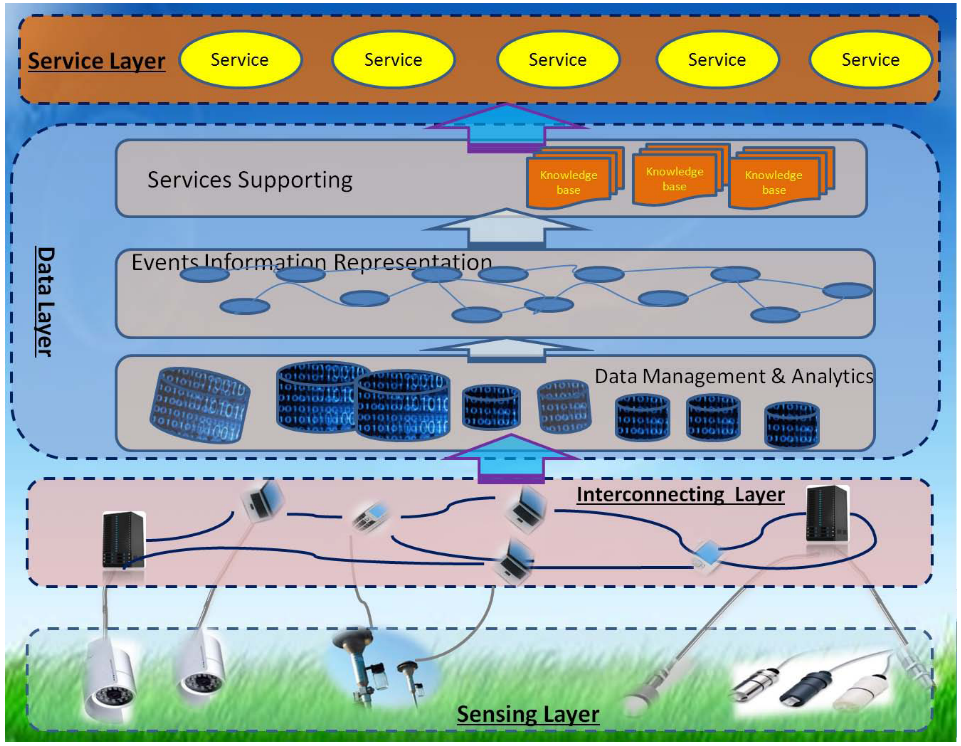 Service Layer
Service
Service
Service
Service
Service
Data Layer
Services Supporting
Knowledge
base
Knowledge
base
Knowledge
base
Events Information Representation
Data Management & Analytics
Interconnecting Layer
Sensing Layer